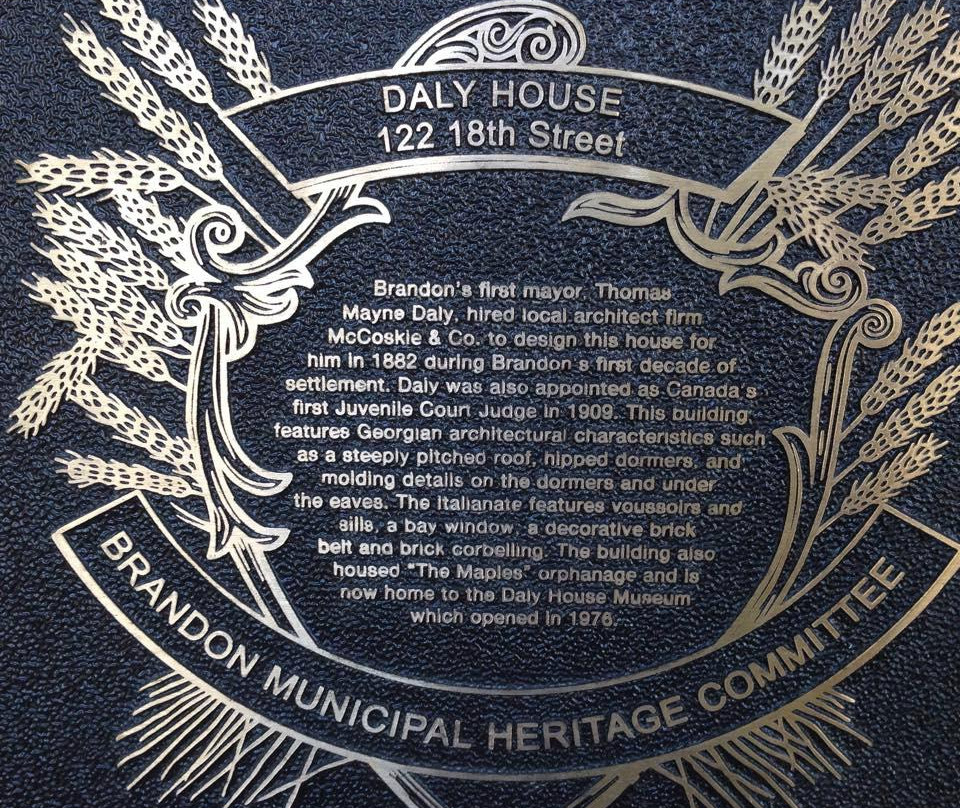 DALY HOUSE
122 18th Street
Brandon's first mayor, Thomas
Mayne Daly, hired local architect firm
McCoskie & Co. to design this house for
him in 1882 during Brandon's first decade of
settlement. Daly was also appointed as Canada's
first Juvenile Court Judge in 1909. This building
features Georgian architectural characteristics such
as a steeply pitched roof, hipped dormers, and
molding details on the dormers and under
the eaves. The Italianate features voussoirs and
sills, a bay window, a decorative brick
belt and brick corbelling. The building also
housed "The Maples" orphanage and is
now home to the Daly House Museum
which opened in 1976.
BRANDON MUNICIPAL HERITAGE COMMITTEE